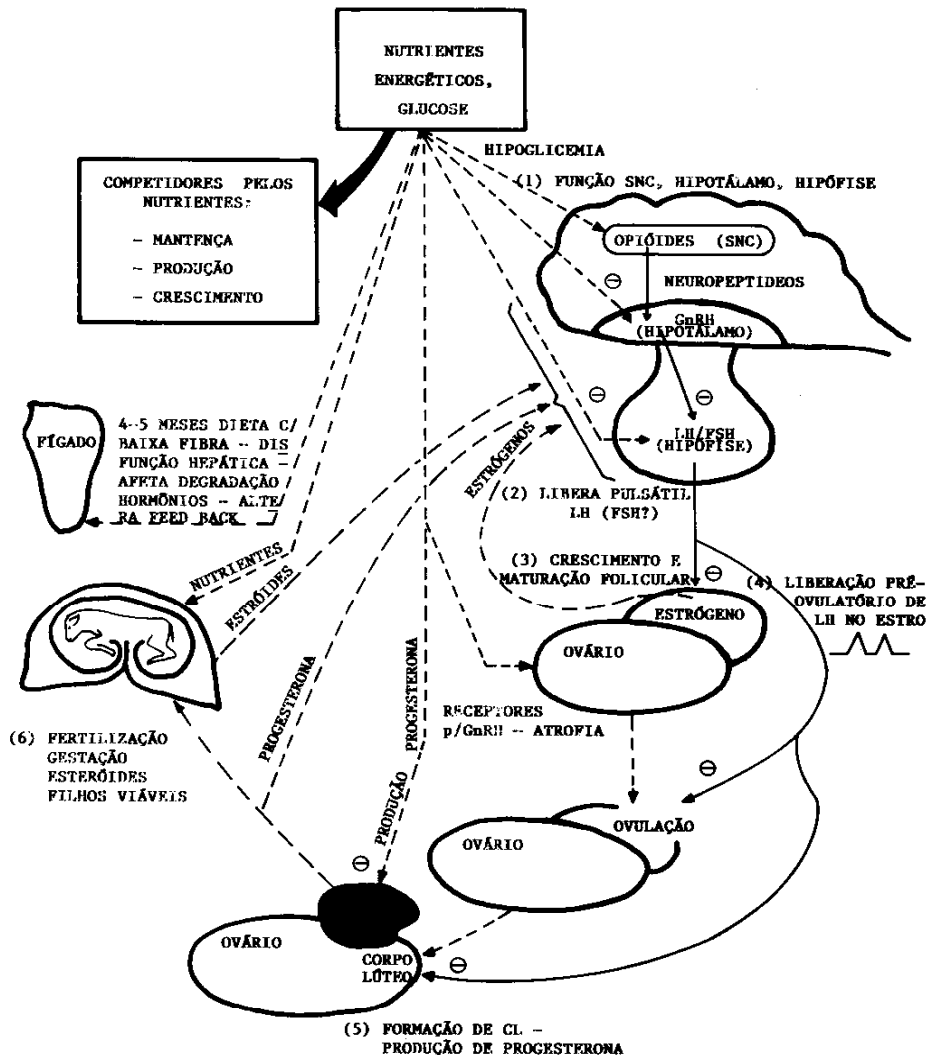 NUTRIENTES
ENERGÉTICOS,
GLUCOSE
COMPETIDORES PELOS
NUTRIENTES:
- MANTENÇA
- PRODUÇÃO
- CRESCIMENTO
HIPOGLICEMIA
(1) FUNÇÃO SNC, HIPOTÁLAMO, HIPÓFISE
OPIÓIDES (SNC)
⊖
NEUROPEPTIDEOS
GnRH
(HIPOTÁLAMO)
⊖
⊖
LH/FSH
(HIPÓFISE)
FÍGADO
4-5 MESES DIETA C/
BAIXA FIBRA - DIS
FUNÇÃO HEPÁTICA -
AFETA DEGRADAÇÃO
HORMÔNIOS - ALTE
RA FEED BACK
ESTRÓGENOS
(2) LIBERA PULSÁTIL
LH (FSH?)
(3) CRESCIMENTO E
MATURAÇÃO FOLICULAR
⊖
(4) LIBERAÇÃO PRÉ-
OVULATÓRIO DE
LH NO ESTRO
NUTRIENTES
ESTRÓIDES
ESTRÓGENO
OVÁRIO
PROGESTERONA
PROGESTERONA
PRODUÇÃO
RECEPTORES
p/GnRH - ATROFIA
(6) FERTILIZAÇÃO
GESTAÇÃO
ESTERÓIDES
FILHOS VIÁVEIS
⊖
OVULAÇÃO
OVÁRIO
⊖
OVÁRIO
CORPO
LÚTEO
⊖
(5) FORMAÇÃO DE CL -
PRODUÇÃO DE PROGESTERONA